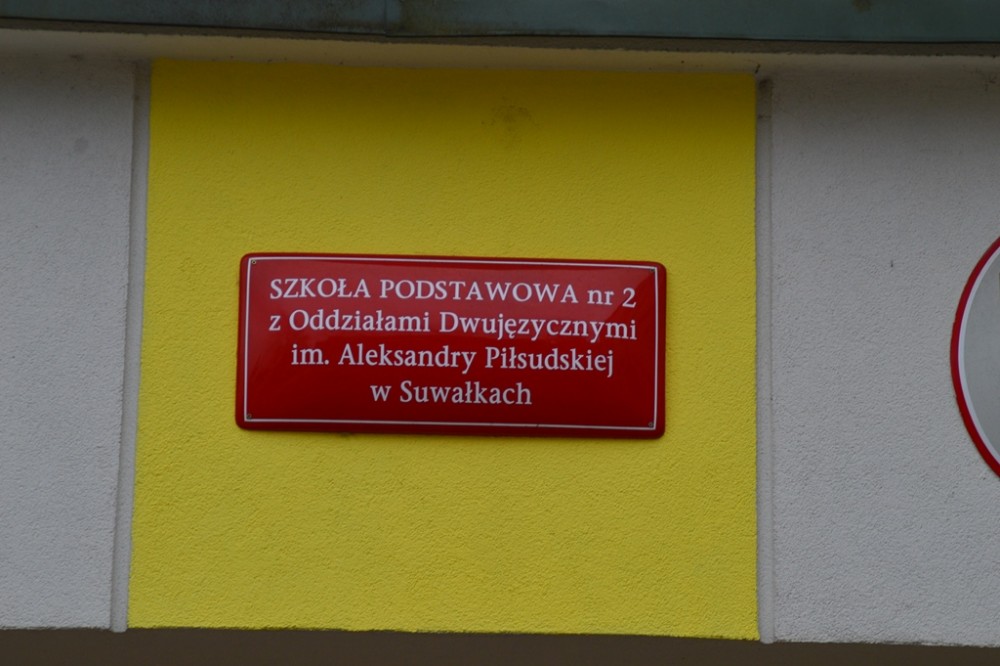 SZKOŁA PODSTAWOWA nr 2
z Oddziałami Dwujęzycznymi
im. Aleksandry Piłsudskiej
w Suwałkach